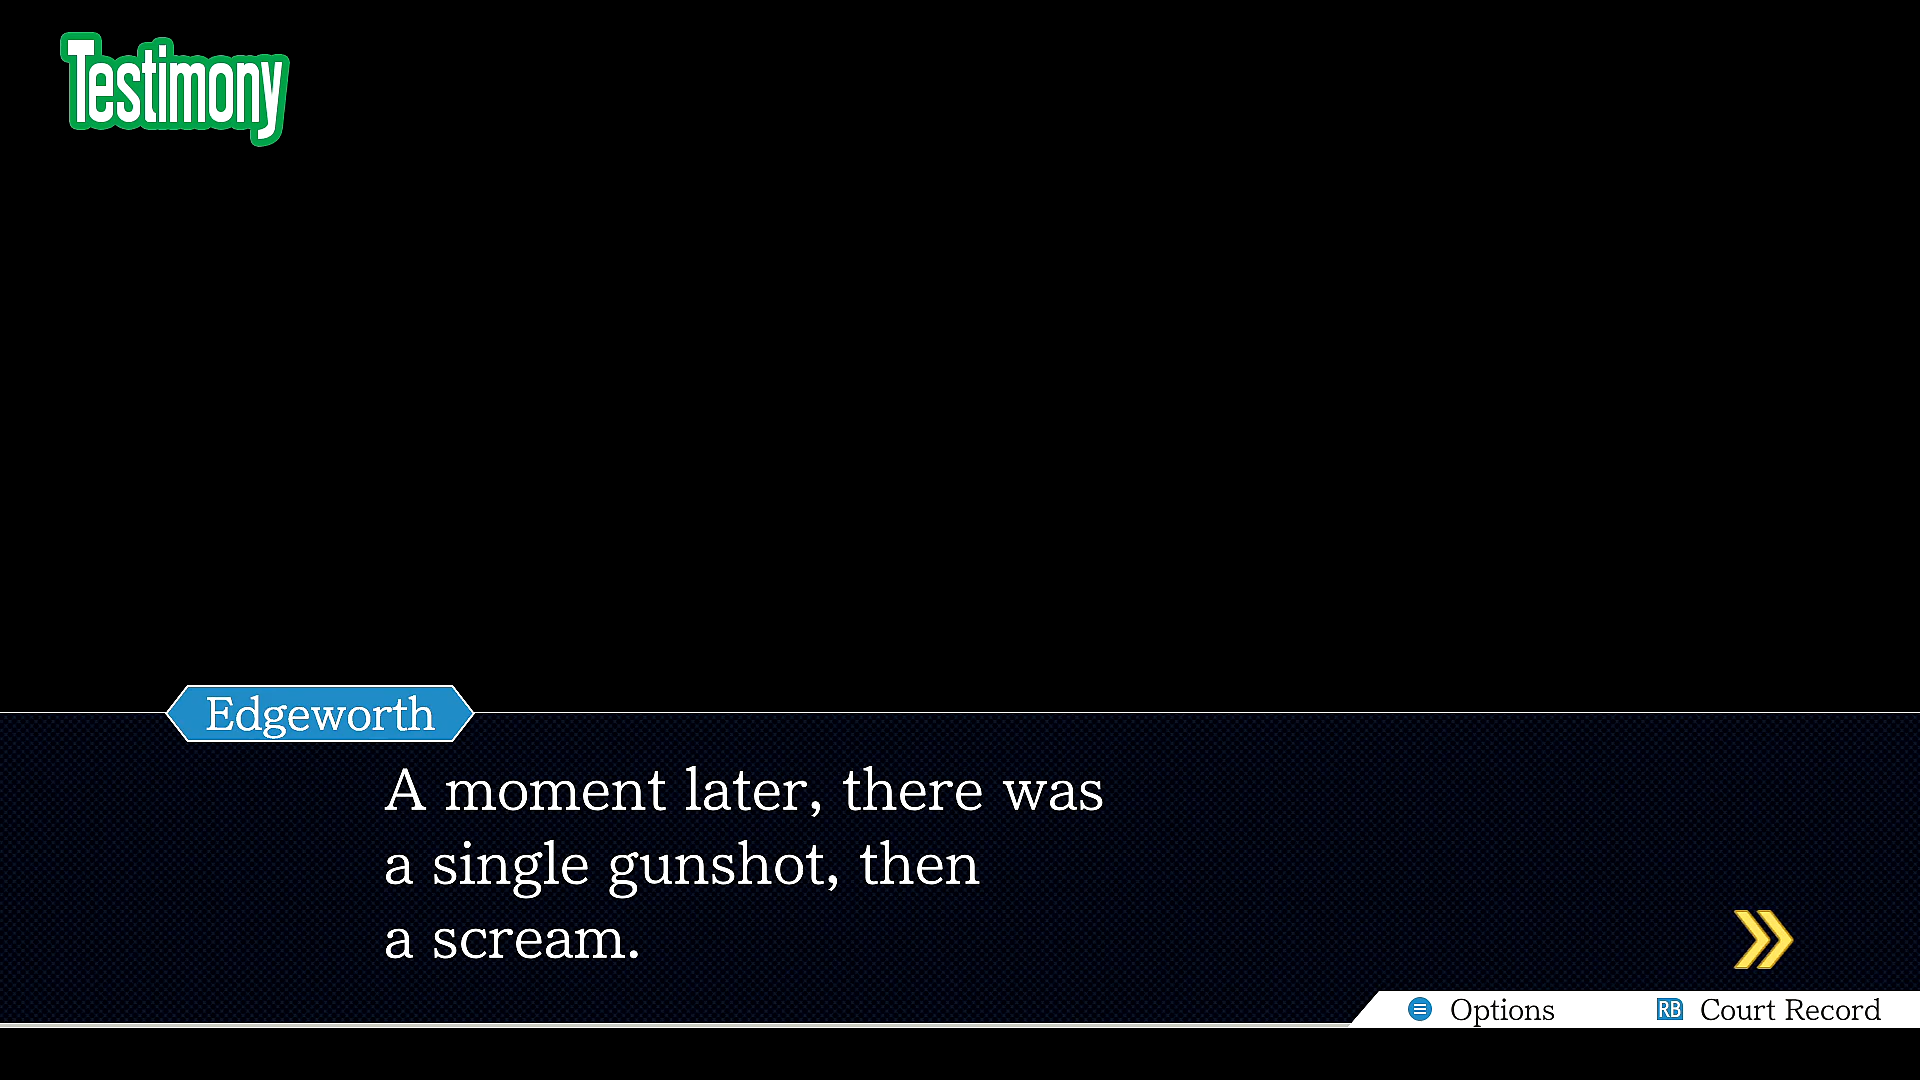 Testimony
Edgeworth
A moment later, there was
a single gunshot, then
a scream.
Options
RB Court Record